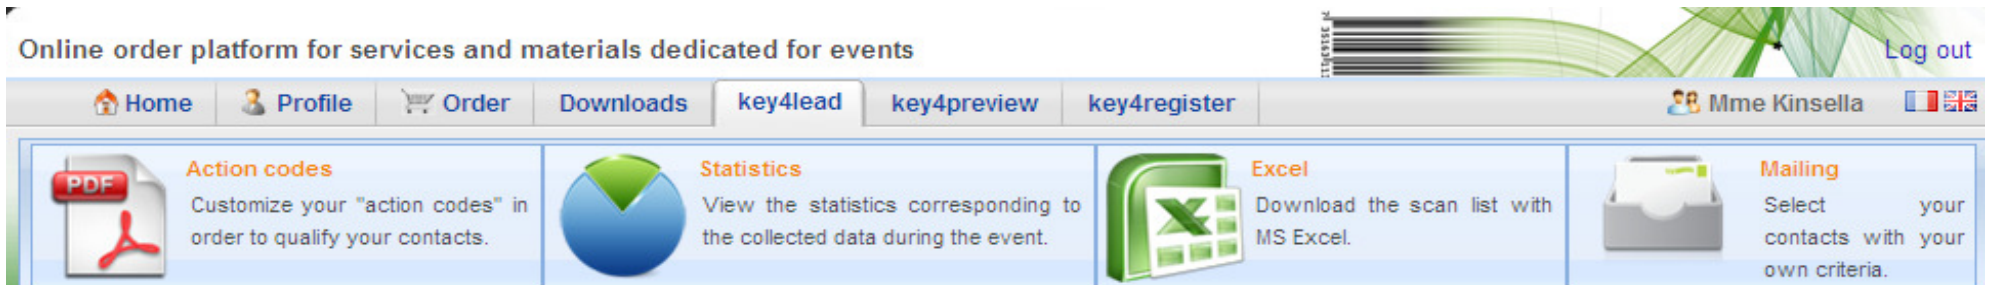 Online order platform for services and materials dedicated for events
Log out
Home
Profile
Order
Downloads
key4lead
key4preview
key4register
Mme Kinsella
PDF
Action codes
Customize your "action codes" in
order to qualify your contacts.
Statistics
View the statistics corresponding to
the collected data during the event.
Excel
Download the scan list with
MS Excel.
Mailing
Select your
contacts with your
own criteria.